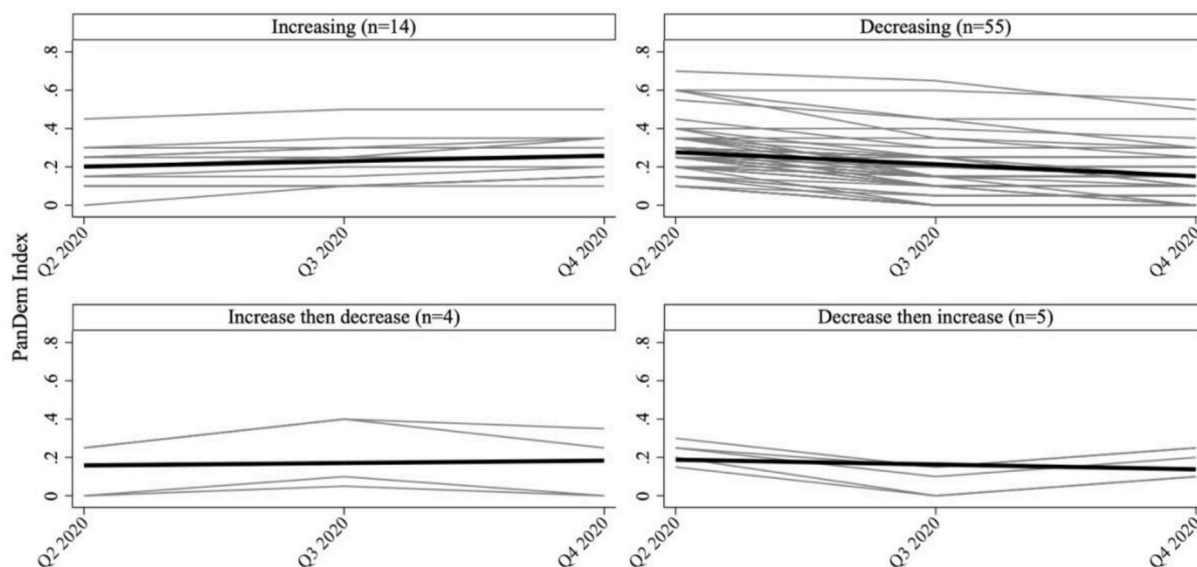 Increasing (n=14)
Decreasing (n=55)
PanDem Index
.8
.6
.4
.2
0
Q2 2020
Q3 2020
Q4 2020
.8
.6
.4
.2
0
Q2 2020
Q3 2020
Q4 2020
Increase then decrease (n=4)
Decrease then increase (n=5)
.8
.6
.4
.2
0
Q2 2020
Q3 2020
Q4 2020
.8
.6
.4
.2
0
Q2 2020
Q3 2020
Q4 2020